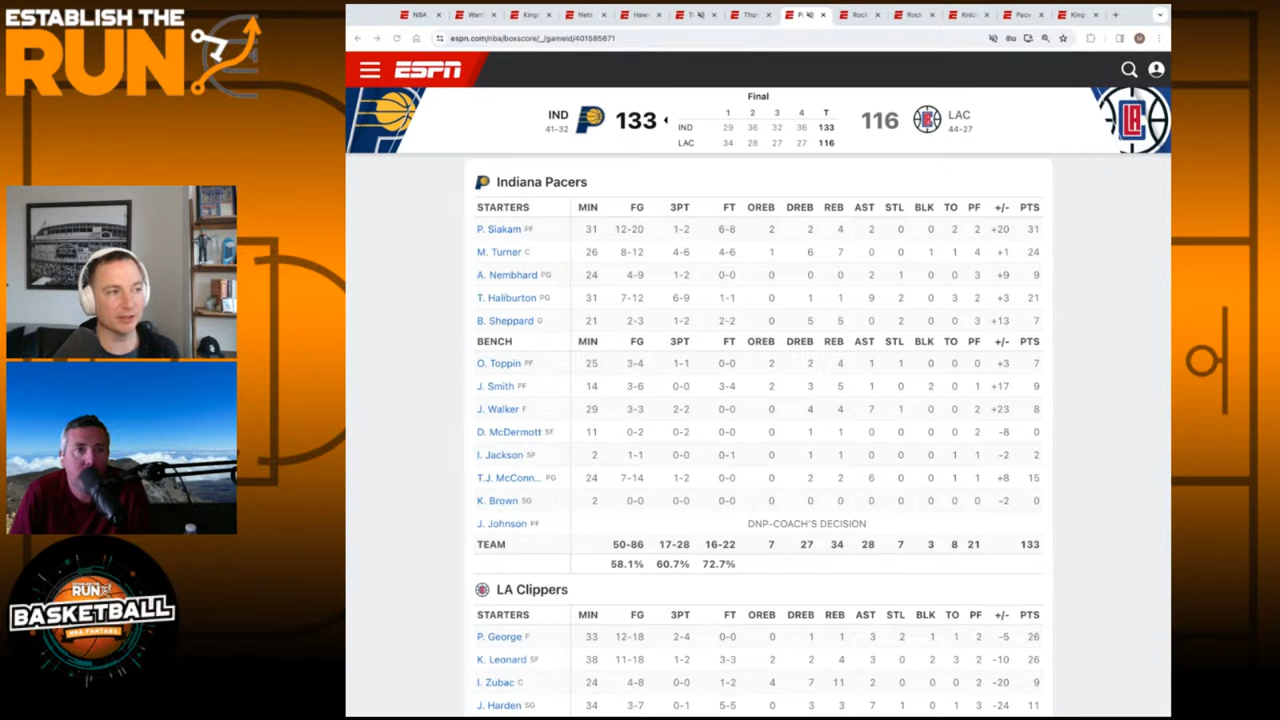 ESTABLISH THE
RUN
NBA
Warr
King
Nets
Haw
Thu
Rock
Rock
Knic
Pace
King
espn.com/nba/boxscore/_/gameId/401585671
ESPN
Final
IND
41-32
133
1 2 3 4 T
IND 29 36 32 36 133
LAC 34 28 27 27 116
116
LAC
44-27
Indiana Pacers
STARTERS MIN FG 3PT FT OREB DREB REB AST STL BLK TO PF +/- PTS
P. Siakam PF 31 12-20 1-2 6-8 2 2 4 2 0 0 2 2 +20 31
M. Turner C 26 8-12 4-6 4-6 1 6 7 0 0 1 1 4 +1 24
A. Nembhard PG 24 4-9 1-2 0-0 0 0 0 2 1 0 0 3 +9 9
T. Haliburton PG 31 7-12 6-9 1-1 0 1 1 9 2 0 3 2 +3 21
B. Sheppard G 21 2-3 1-2 2-2 0 5 5 0 2 0 0 3 +13 7
BENCH MIN FG 3PT FT OREB DREB REB AST STL BLK TO PF +/- PTS
O. Toppin PF 25 3-4 1-1 0-0 2 2 4 1 1 0 0 0 +3 7
J. Smith PF 14 3-6 0-0 3-4 2 3 5 1 0 2 0 1 +17 9
J. Walker F 29 3-3 2-2 0-0 0 4 4 7 1 0 0 2 +23 8
D. McDermott SF 11 0-2 0-2 0-0 0 1 1 0 0 0 0 2 -8 0
I. Jackson SF 2 1-1 0-0 0-1 0 1 1 0 0 0 1 1 -2 2
T.J. McConn... PG 24 7-14 1-2 0-0 0 2 2 6 0 0 1 1 +8 15
K. Brown SG 2 0-0 0-0 0-0 0 0 0 0 0 0 0 0 -2 0
J. Johnson PF DNP-COACH'S DECISION
TEAM 50-86 17-28 16-22 7 27 34 28 7 3 8 21 133
58.1% 60.7% 72.7%
LA Clippers
STARTERS MIN FG 3PT FT OREB DREB REB AST STL BLK TO PF +/- PTS
P. George F 33 12-18 2-4 0-0 0 1 1 3 2 1 1 2 -5 26
K. Leonard SF 38 11-18 1-2 3-3 2 2 4 3 0 2 3 2 -10 26
I. Zubac C 24 4-8 0-0 1-2 4 7 11 2 0 0 0 2 -20 9
J. Harden SG 34 3-7 0-1 5-5 0 3 3 7 1 0 1 3 -24 11
ESTABLISH THE
RUN
BASKETBALL
NBA FANTASY